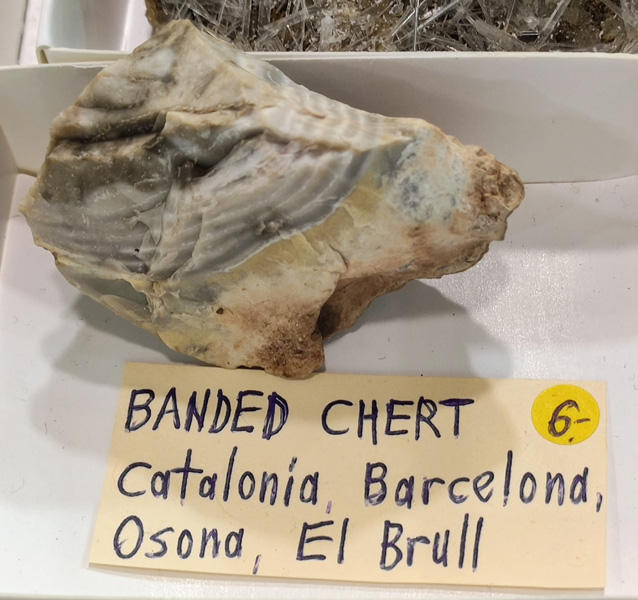 BANDED CHERT 6.-
Catalonia, Barcelona,
Osona, El Brull